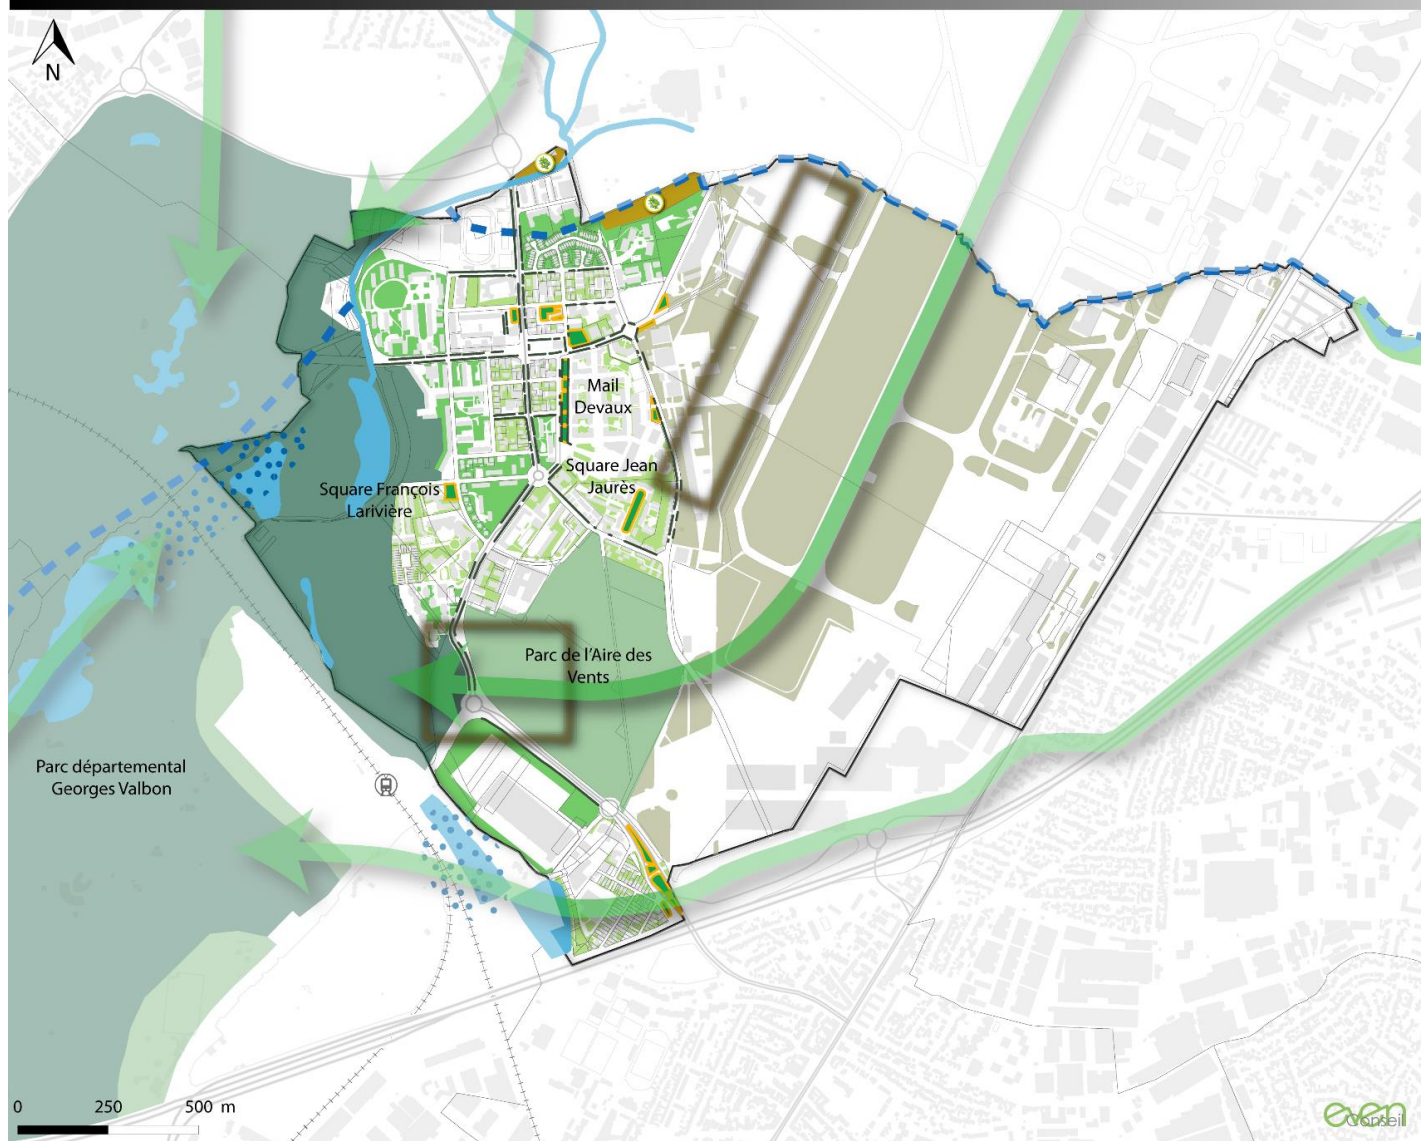 N
Mail
Devaux
Square Jean
Jaurès
Square François
Larivière
Parc de l'Aire des
Vents
Parc départemental
Georges Valbon
0 250 500 m
even
Conseil